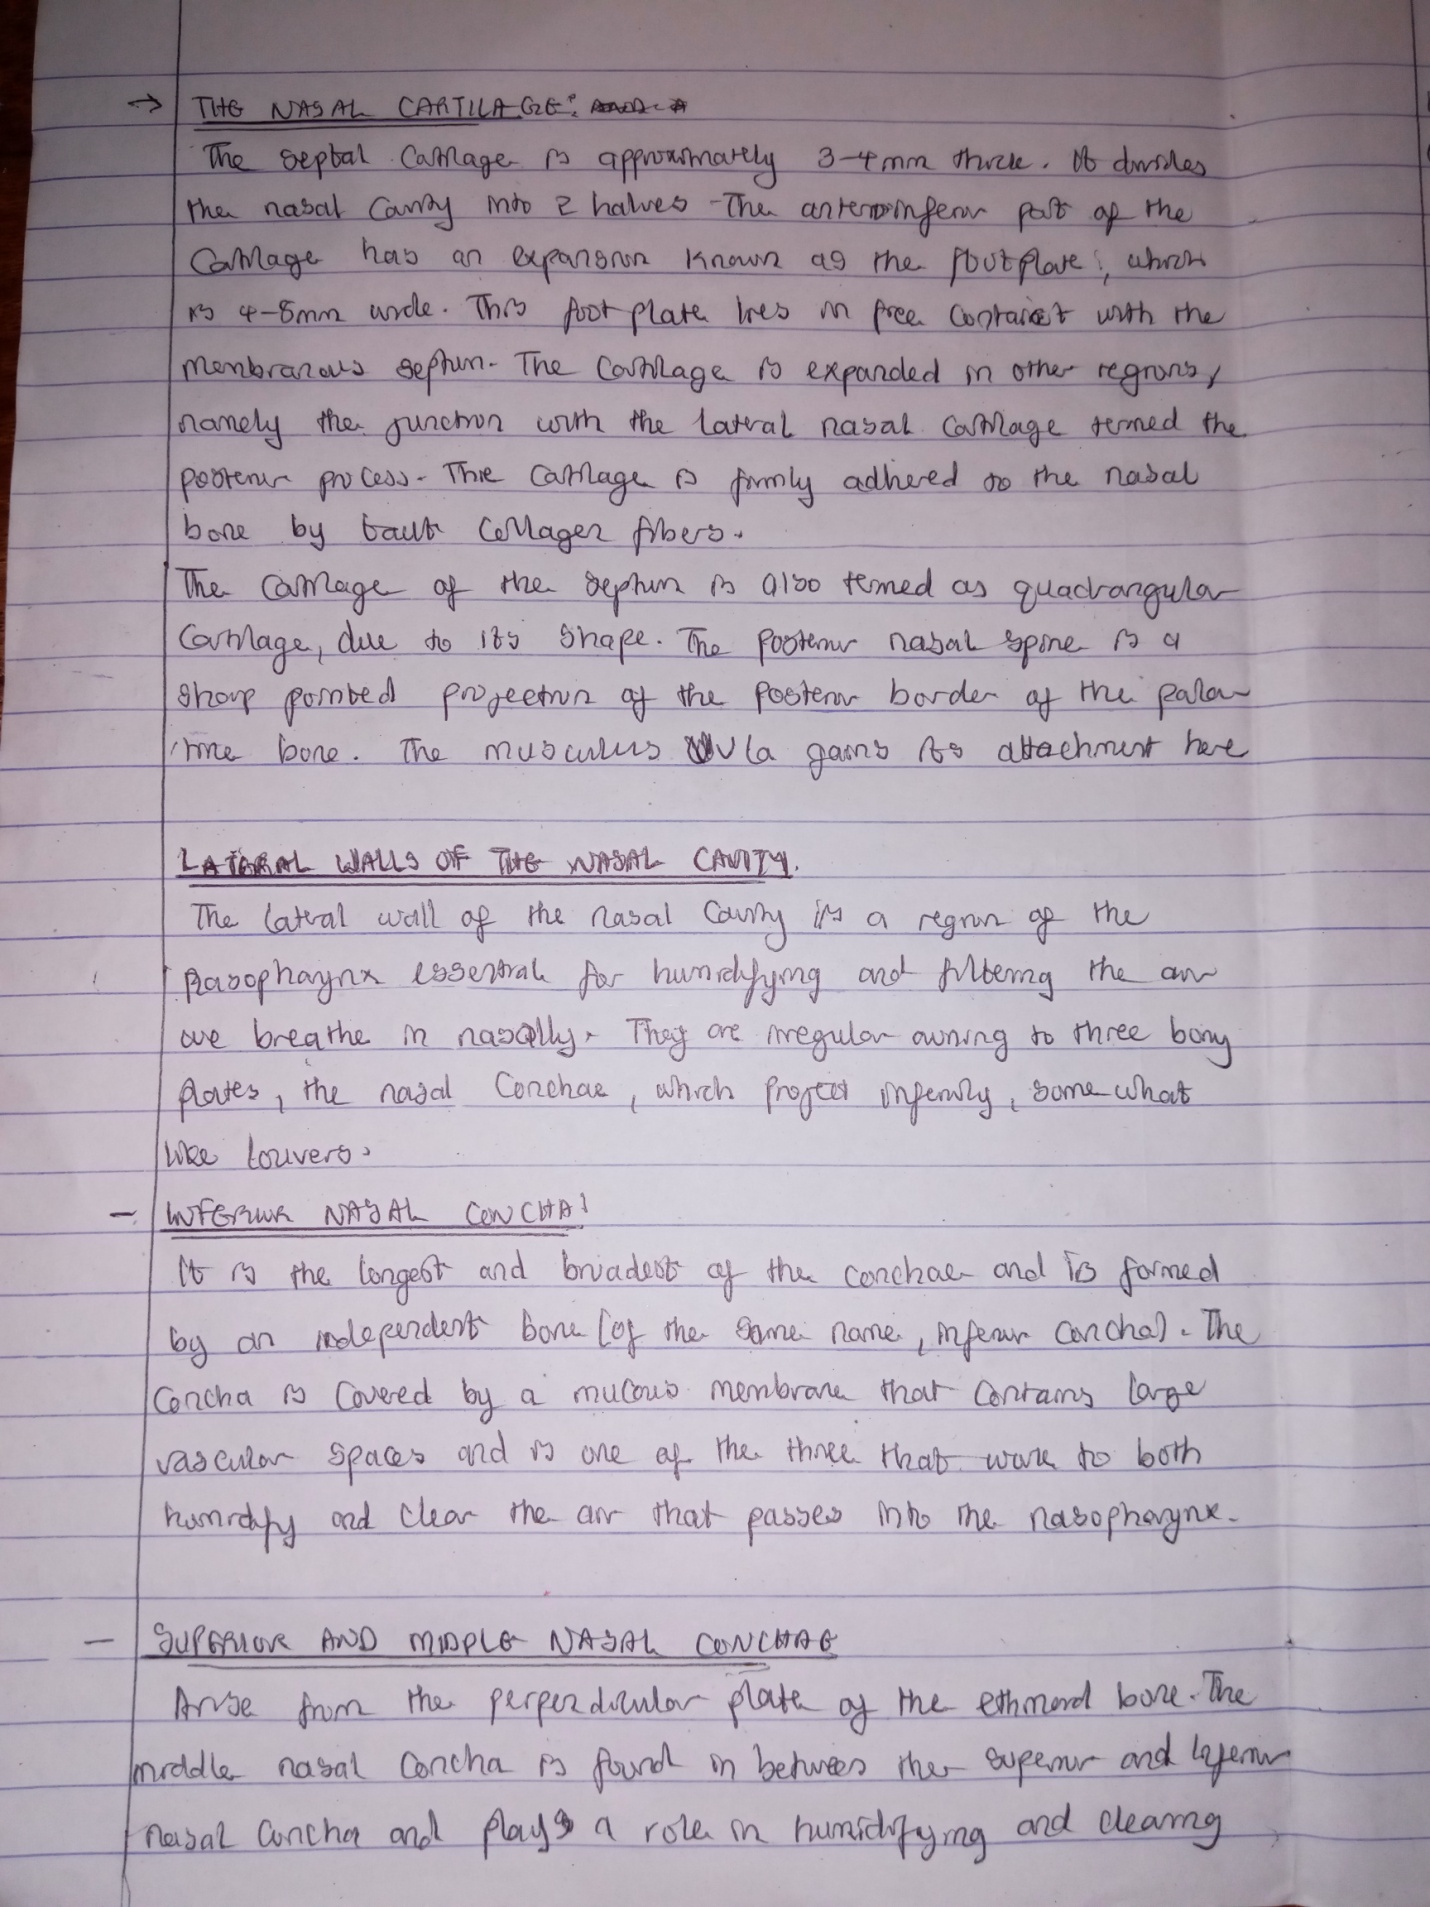 → THE NASAL CARTILAGE:
The septal cartilage is approximately 3-4mm thick. It divides
the nasal cavity into 2 halves - The anteroinferior part of the
cartilage has an expansion known as the footplate, which
is 4-8mm wide. This footplate lies in free contact with the
membranous septum. The cartilage is expanded in other regions,
namely the junction with the lateral nasal cartilage termed the
posterior process. The cartilage is firmly adhered to the nasal
bone by taut collagen fibers.
The cartilage of the septum is also termed as quadrangular
cartilage, due to its shape. The posterior nasal spine is a
sharp pointed projection of the posterior border of the pala
tine bone. The musculus uvula gains its attachment here
LATERAL WALLS OF THE NASAL CAVITY.
The lateral wall of the nasal cavity is a region of the
nasopharynx essential for humidifying and filtering the air
we breathe in nasally. They are irregular owning to three bony
plates, the nasal conchae, which project inferiorly, somewhat
like louvers.
- INFERIOR NASAL CONCHA:
It is the longest and broadest of the conchae and is formed
by an independent bone (of the same name, inferior concha). The
concha is covered by a mucous membrane that contains large
vascular spaces and is one of the three that work to both
humidify and clear the air that passes into the nasopharynx.
- SUPERIOR AND MIDDLE NASAL CONCHAE
Arise from the perpendicular plate of the ethmoid bone. The
middle nasal concha is found in between the superior and inferior
nasal concha and plays a role in humidifying and clearing